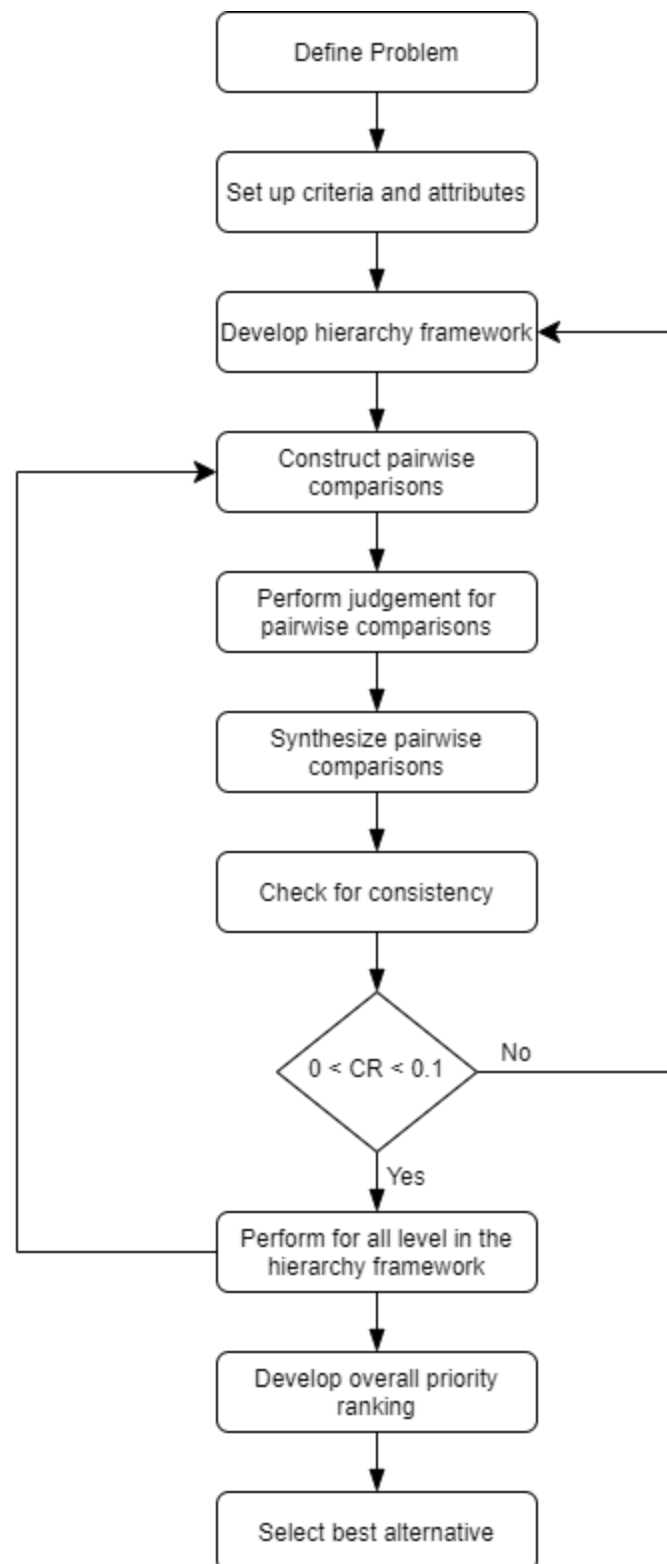 Define Problem
Set up criteria and attributes
Develop hierarchy framework
Construct pairwise
comparisons
Perform judgement for
pairwise comparisons
Synthesize pairwise
comparisons
Check for consistency
0 < CR < 0.1
No
Yes
Perform for all level in the
hierarchy framework
Develop overall priority
ranking
Select best alternative